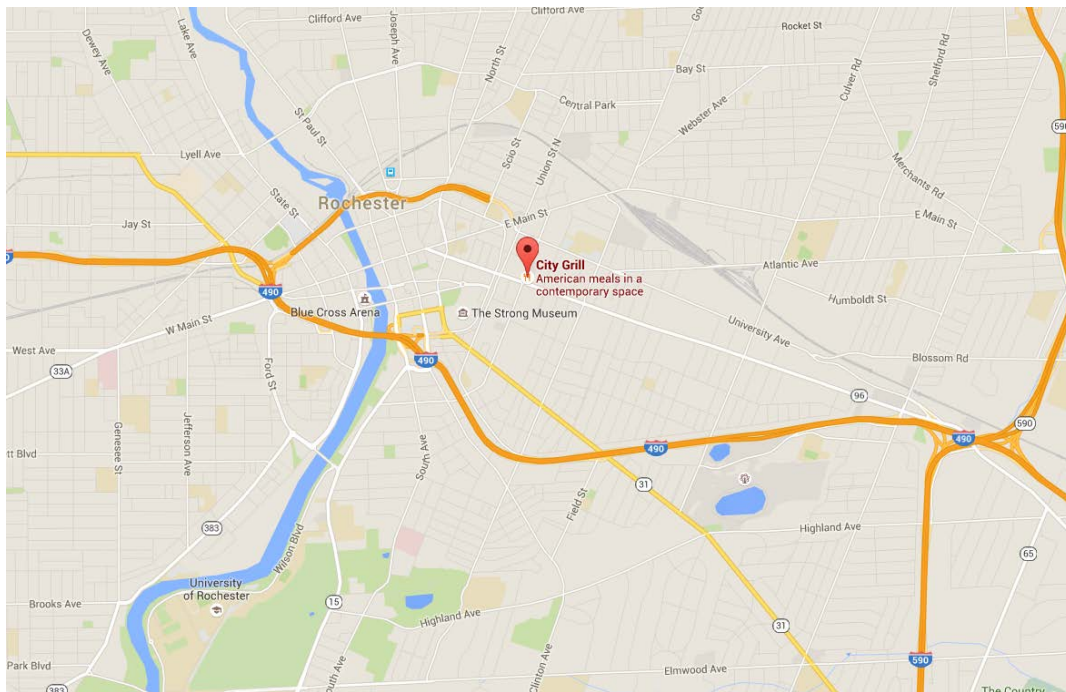 Clifford Ave
Clifford Ave
Rocket St
Dewey Ave
Lake Ave
Joseph Ave
North St
Shelford Rd
Bay St
Culver Rd
Central Park
Webster Ave
St Paul St
590
Lyell Ave
Scio St
Union St N
Merchants Rd
State St
Rochester
E Main St
E Main St
Jay St
City Grill
American meals in a
contemporary space
Atlantic Ave
490
Blue Cross Arena
The Strong Museum
Humboldt St
W Main St
University Ave
West Ave
490
Blossom Rd
33A
Ford St
96
Genesee St
Jefferson Ave
590
490
490
South Ave
31
Field St
383
Highland Ave
Wilson Blvd
65
University
of Rochester
Brooks Ave
15
Highland Ave
31
590
Park Blvd
Elmwood Ave
383
Clinton Ave
The Country